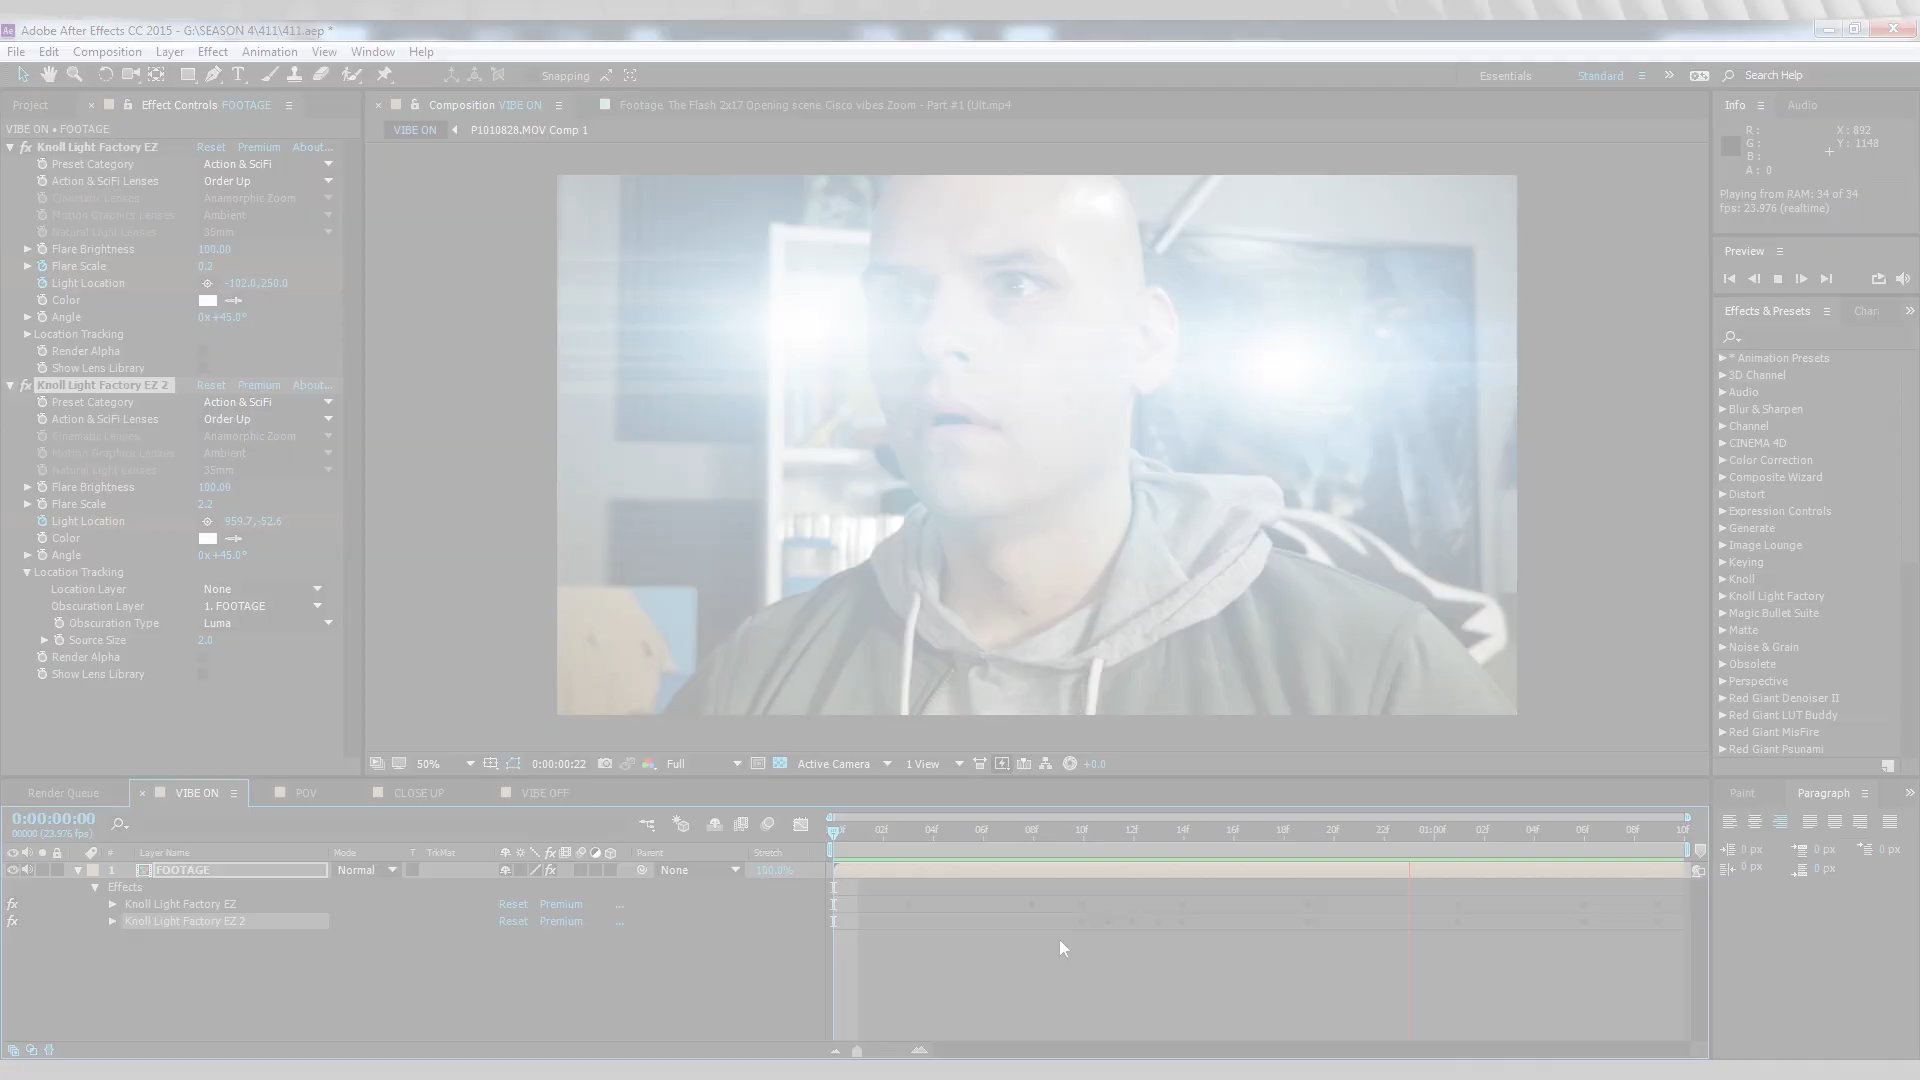 Adobe After Effects CC 2015 - G:\SEASON 4\411\411.aep *
File Edit Composition Layer Effect Animation View Window Help
Snapping
Essentials Standard Search Help
Project Effect Controls FOOTAGE
Composition VIBE ON
Footage The Flash 2x17 Opening scene Cisco vibes Zoom - Part #1 (Ult.mp4
Info Audio
VIBE ON • FOOTAGE
VIBE ON P1010828.MOV Comp 1
R :
G :
B :
A : 0
X : 892
Y : 1148
Playing from RAM: 34 of 34
fps: 23.976 (realtime)
Preview
Effects & Presets
Knoll Light Factory EZ Reset Premium About...
Preset Category Action & SciFi
Action & SciFi Lenses Order Up
Cinematic Lenses Anamorphic Zoom
Motion Graphics Lenses Ambient
Natural Light Lenses 35mm
Flare Brightness 100.00
Flare Scale 0.2
Light Location -102.0,250.0
Color
Angle 0x+45.0°
Location Tracking
Render Alpha
Show Lens Library
Knoll Light Factory EZ 2 Reset Premium About...
Preset Category Action & SciFi
Action & SciFi Lenses Order Up
Cinematic Lenses Anamorphic Zoom
Motion Graphics Lenses Ambient
Natural Light Lenses 35mm
Flare Brightness 100.00
Flare Scale 2.2
Light Location 959.7,-52.6
Color
Angle 0x+45.0°
Location Tracking
Location Layer None
Obscuration Layer 1. FOOTAGE
Obscuration Type Luma
Source Size 2.0
Render Alpha
Show Lens Library
* Animation Presets
3D Channel
Audio
Blur & Sharpen
Channel
CINEMA 4D
Color Correction
Composite Wizard
Distort
Expression Controls
Generate
Image Lounge
Keying
Knoll
Knoll Light Factory
Magic Bullet Suite
Matte
Noise & Grain
Obsolete
Perspective
Red Giant Denoiser II
Red Giant LUT Buddy
Red Giant MisFire
Red Giant Psunami
50% 0:00:00:22 Full Active Camera 1 View +0.0
Render Queue VIBE ON POV CLOSE UP VIBE OFF
Paint Paragraph
0:00:00:00
00000 (23.976 fps)
02f 04f 06f 08f 10f 12f 14f 16f 18f 20f 22f 01:00f 02f 04f 06f 08f 10f
# Layer Name Mode T TrkMat Parent Stretch
1 FOOTAGE Normal None 100.0%
Effects
Knoll Light Factory EZ Reset Premium ...
Knoll Light Factory EZ 2 Reset Premium ...
0 px 0 px 0 px
0 px 0 px